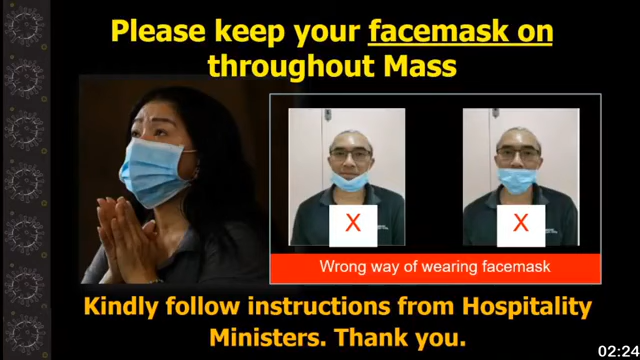 Please keep your facemask on
throughout Mass
X
X
Wrong way of wearing facemask
Kindly follow instructions from Hospitality
Ministers. Thank you.
02:24